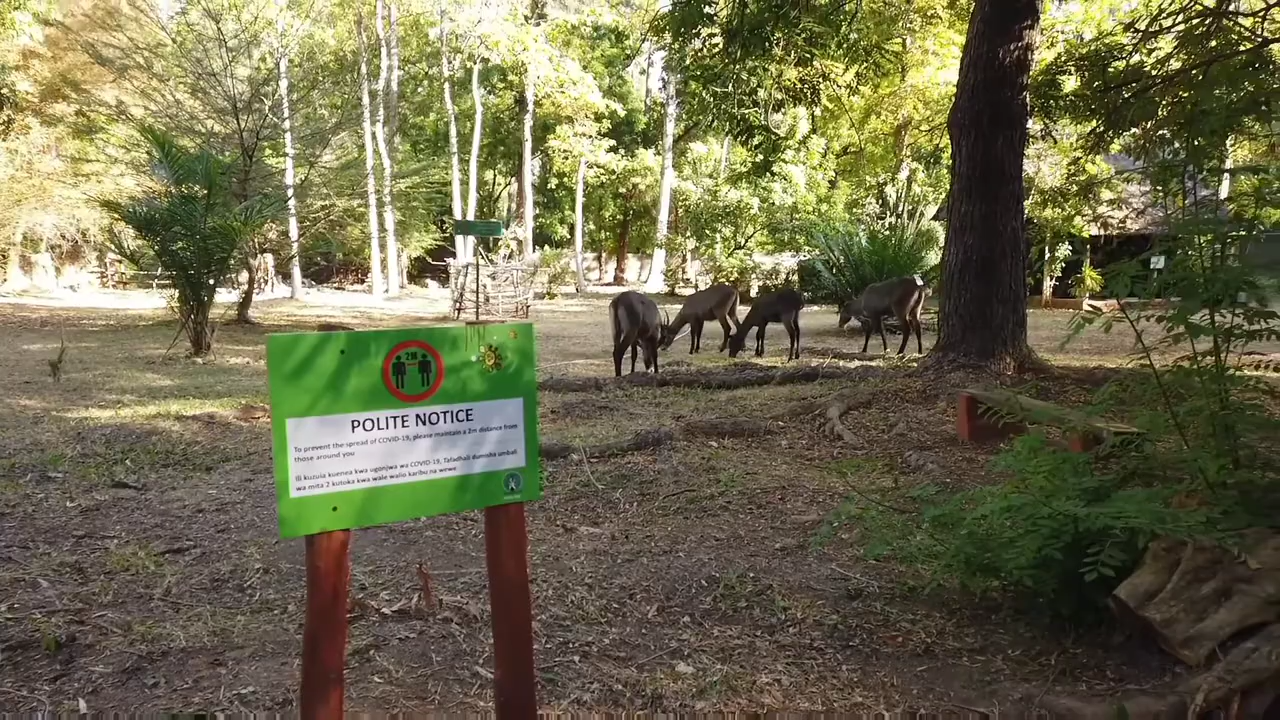 2M
POLITE NOTICE
To prevent the spread of COVID-19, please maintain a 2m distance from
those around you
Ili kuzuia kuenea kwa ugonjwa wa COVID-19, Tafadhali dumisha umbali
wa mita 2 kutoka kwa wale walio karibu na wewe